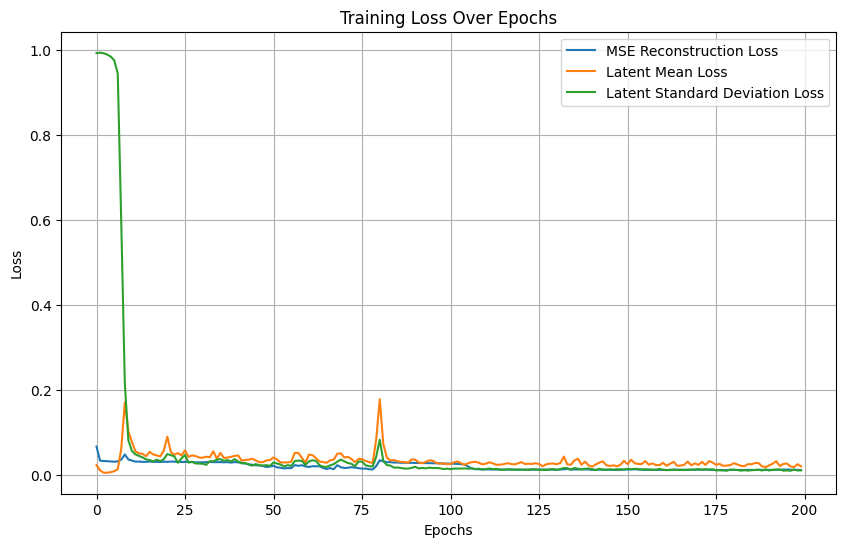 Training Loss Over Epochs
MSE Reconstruction Loss
Latent Mean Loss
Latent Standard Deviation Loss
1.0
0.8
0.6
0.4
0.2
0.0
Loss
0 25 50 75 100 125 150 175 200
Epochs